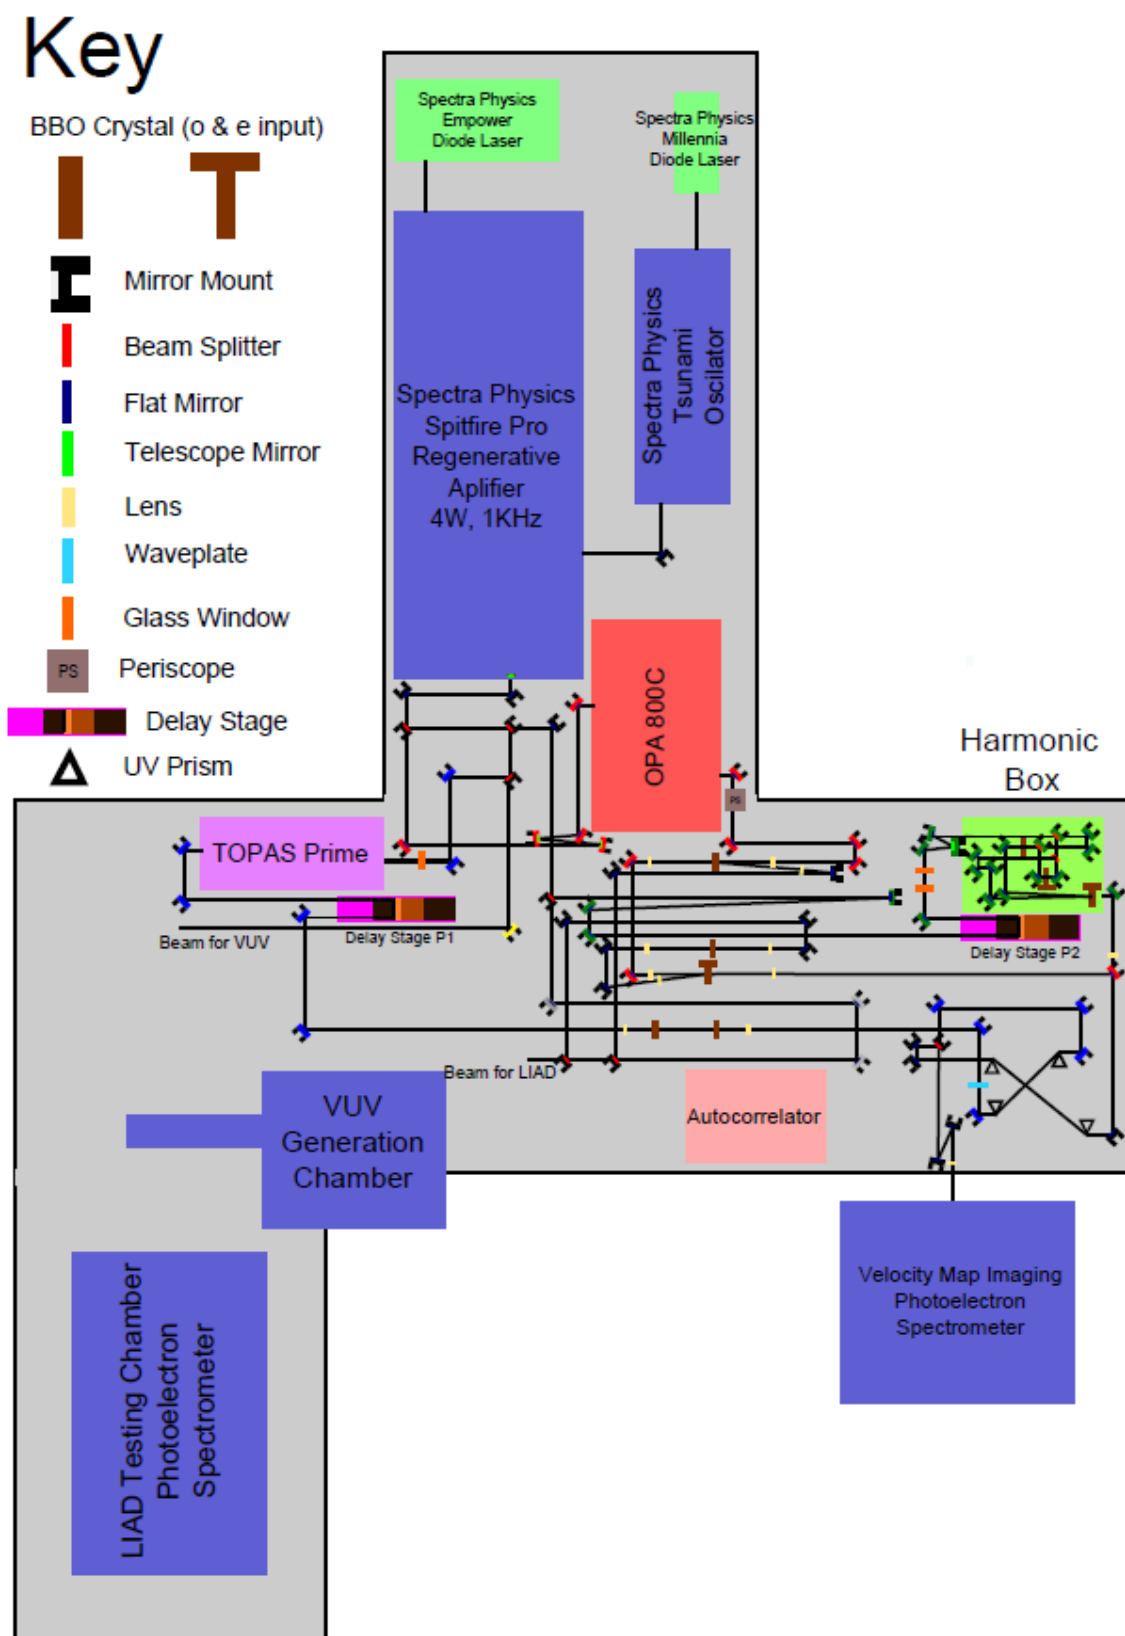 Key
BBO Crystal (o & e input)
Mirror Mount
Beam Splitter
Flat Mirror
Telescope Mirror
Lens
Waveplate
Glass Window
PS
Periscope
Delay Stage
UV Prism
Spectra Physics
Empower
Diode Laser
Spectra Physics
Millennia
Diode Laser
Spectra Physics
Spitfire Pro
Regenerative
Aplifier
4W, 1KHz
Spectra Physics
Tsunami
Oscilator
OPA 800C
PS
Harmonic
Box
TOPAS Prime
Beam for VUV
Delay Stage P1
Delay Stage P2
Beam for LIAD
Autocorrelator
VUV
Generation
Chamber
Velocity Map Imaging
Photoelectron
Spectrometer
LIAD Testing Chamber
Photoelectron
Spectrometer